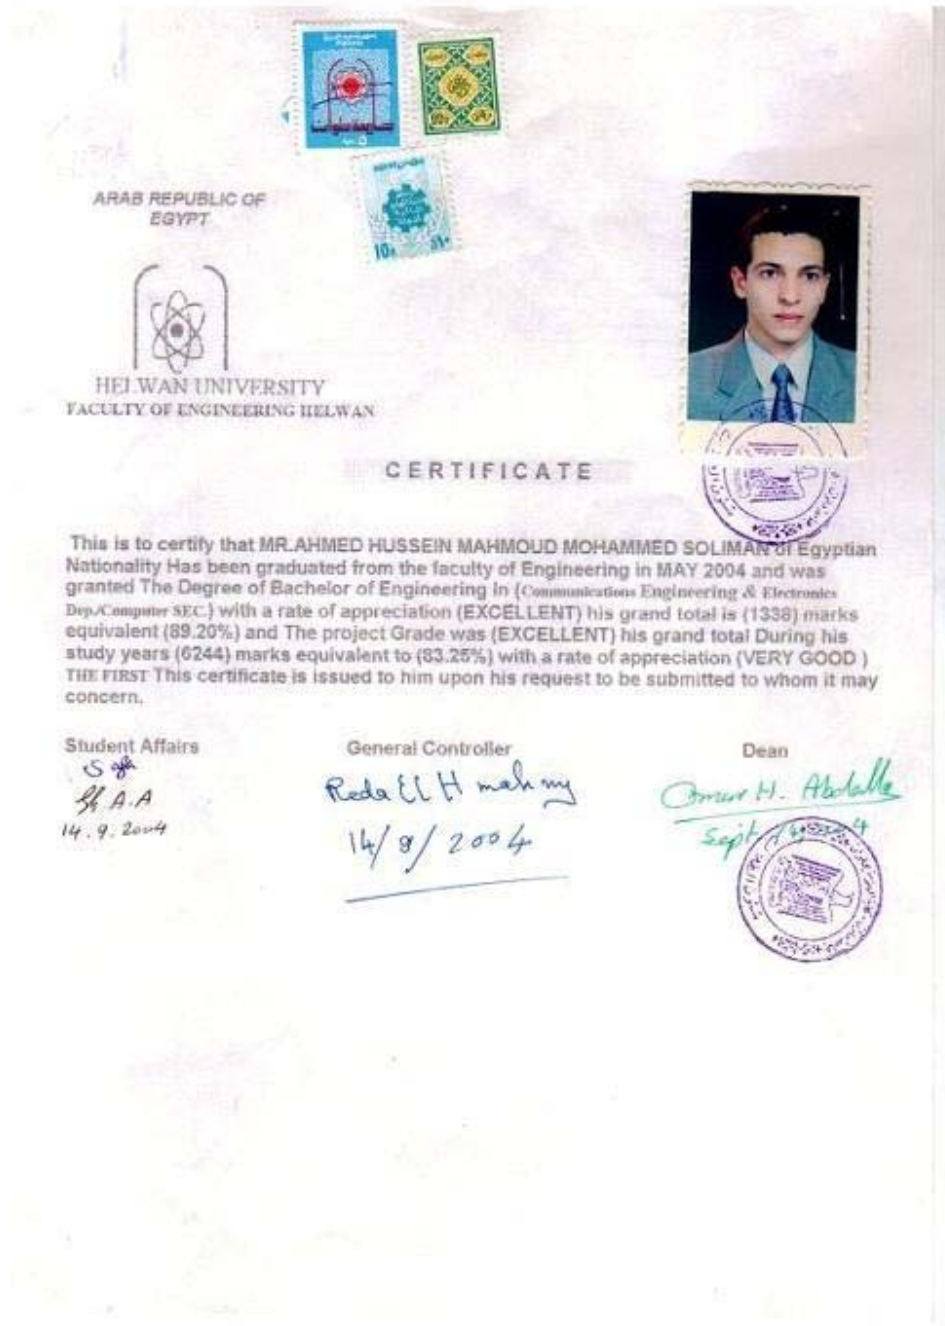 ARAB REPUBLIC OF
EGYPT
10
HELWAN UNIVERSITY
FACULTY OF ENGINEERING HELWAN
CERTIFICATE
This is to certify that MR.AHMED HUSSEIN MAHMOUD MOHAMMED SOLIMAN of Egyptian
Nationality Has been graduated from the faculty of Engineering in MAY 2004 and was
granted The Degree of Bachelor of Engineering In (Communications Engineering & Electronics
Dep./Computer SEC.) with a rate of appreciation (EXCELLENT) his grand total is (1338) marks
equivalent (89.20%) and The project Grade was (EXCELLENT) his grand total During his
study years (6244) marks equivalent to (83.25%) with a rate of appreciation (VERY GOOD )
THE FIRST This certificate is issued to him upon his request to be submitted to whom it may
concern.
Student Affairs
General Controller
Dean
A.A
Reda El H
H. Abdalla
14.9.2004
14/9/2004
Sept